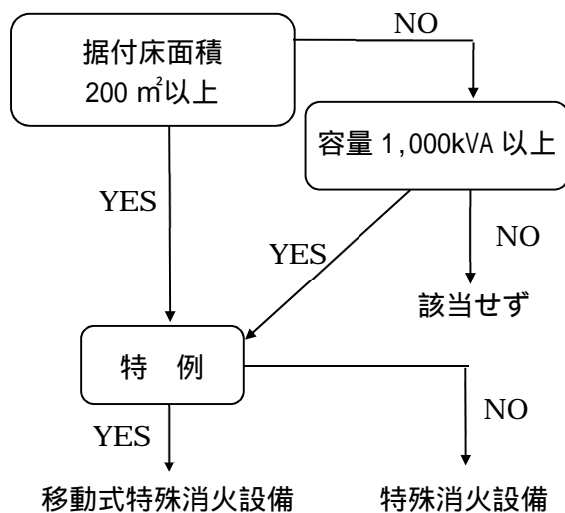 据付床面積
200 ㎡以上
NO
容量 1,000kVA 以上
YES
YES
NO
該当せず
特 例
YES
NO
移動式特殊消火設備
特殊消火設備